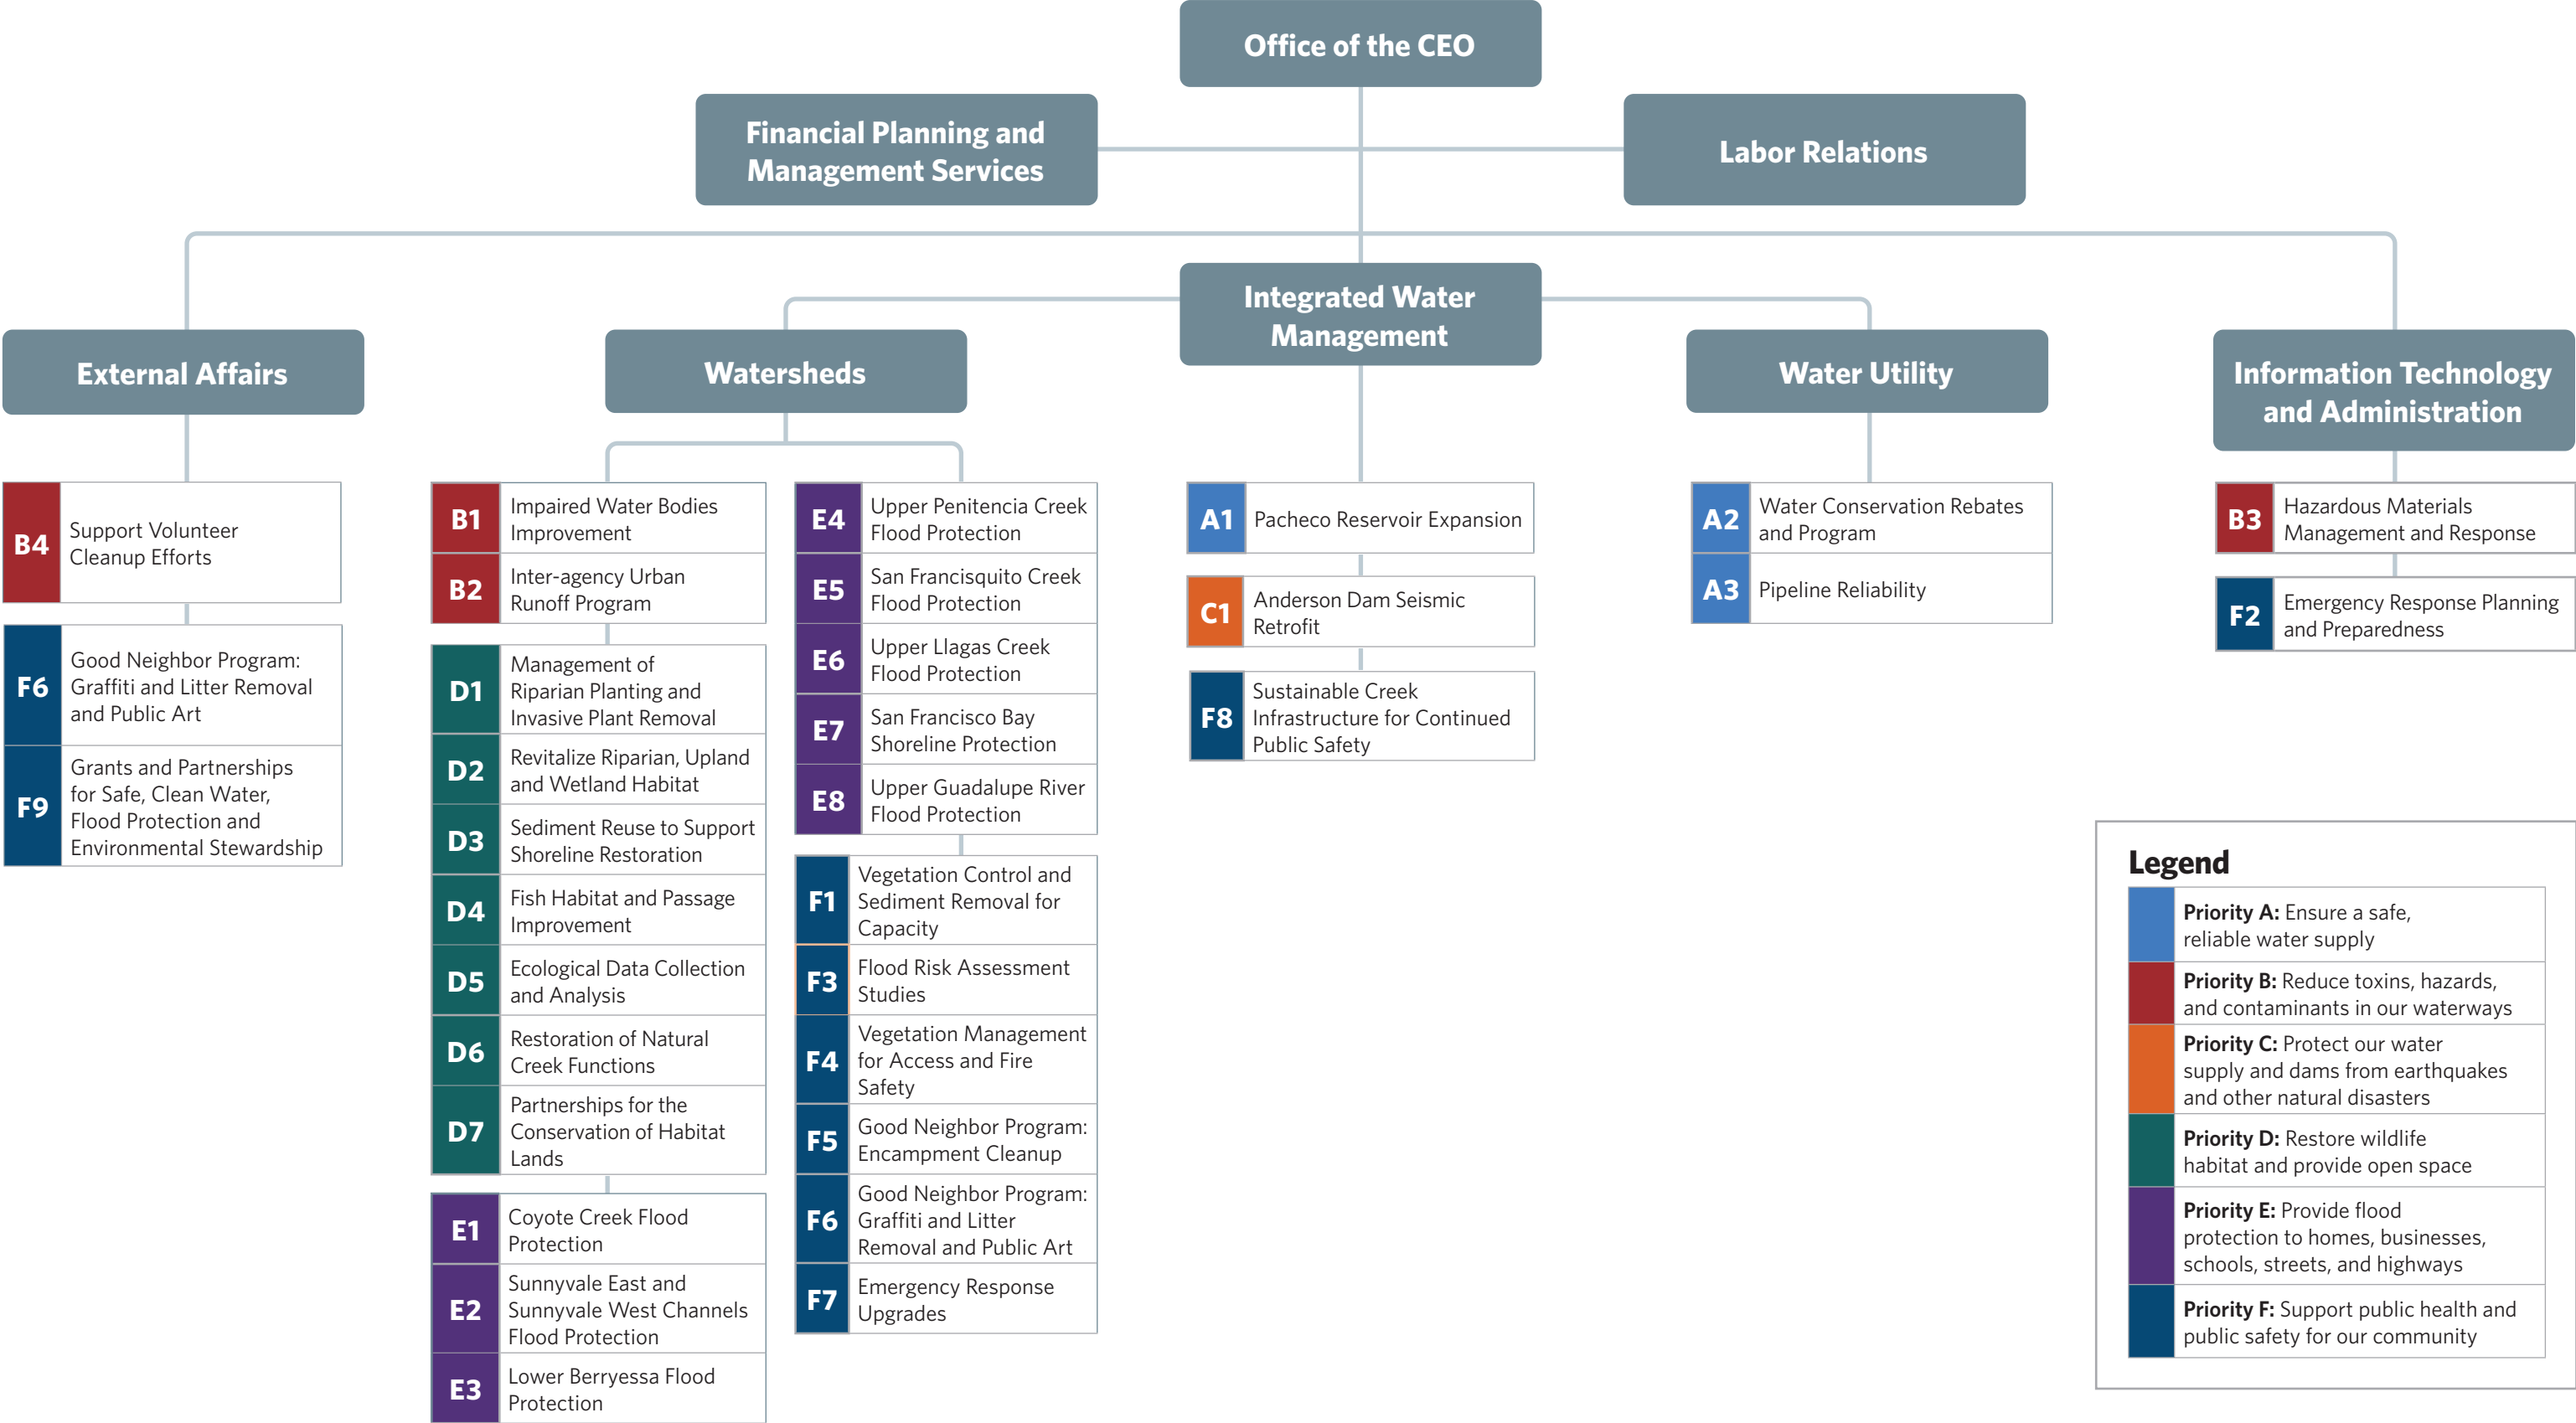 Office of the CEO
Financial Planning and
Management Services
Labor Relations
Integrated Water
Management
External Affairs
Watersheds
Water Utility
Information Technology
and Administration
B4
Support Volunteer
Cleanup Efforts
F6
Good Neighbor Program:
Graffiti and Litter Removal
and Public Art
F9
Grants and Partnerships
for Safe, Clean Water,
Flood Protection and
Environmental Stewardship
B1
Impaired Water Bodies
Improvement
B2
Inter-agency Urban
Runoff Program
D1
Management of
Riparian Planting and
Invasive Plant Removal
D2
Revitalize Riparian, Upland
and Wetland Habitat
D3
Sediment Reuse to Support
Shoreline Restoration
D4
Fish Habitat and Passage
Improvement
D5
Ecological Data Collection
and Analysis
D6
Restoration of Natural
Creek Functions
D7
Partnerships for the
Conservation of Habitat
Lands
E1
Coyote Creek Flood
Protection
E2
Sunnyvale East and
Sunnyvale West Channels
Flood Protection
E3
Lower Berryessa Flood
Protection
E4
Upper Penitencia Creek
Flood Protection
E5
San Francisquito Creek
Flood Protection
E6
Upper Llagas Creek
Flood Protection
E7
San Francisco Bay
Shoreline Protection
E8
Upper Guadalupe River
Flood Protection
F1
Vegetation Control and
Sediment Removal for
Capacity
F3
Flood Risk Assessment
Studies
F4
Vegetation Management
for Access and Fire
Safety
F5
Good Neighbor Program:
Encampment Cleanup
F6
Good Neighbor Program:
Graffiti and Litter
Removal and Public Art
F7
Emergency Response
Upgrades
A1
Pacheco Reservoir Expansion
C1
Anderson Dam Seismic
Retrofit
F8
Sustainable Creek
Infrastructure for Continued
Public Safety
A2
Water Conservation Rebates
and Program
A3
Pipeline Reliability
B3
Hazardous Materials
Management and Response
F2
Emergency Response Planning
and Preparedness
Legend
Priority A: Ensure a safe,
reliable water supply
Priority B: Reduce toxins, hazards,
and contaminants in our waterways
Priority C: Protect our water
supply and dams from earthquakes
and other natural disasters
Priority D: Restore wildlife
habitat and provide open space
Priority E: Provide flood
protection to homes, businesses,
schools, streets, and highways
Priority F: Support public health and
public safety for our community